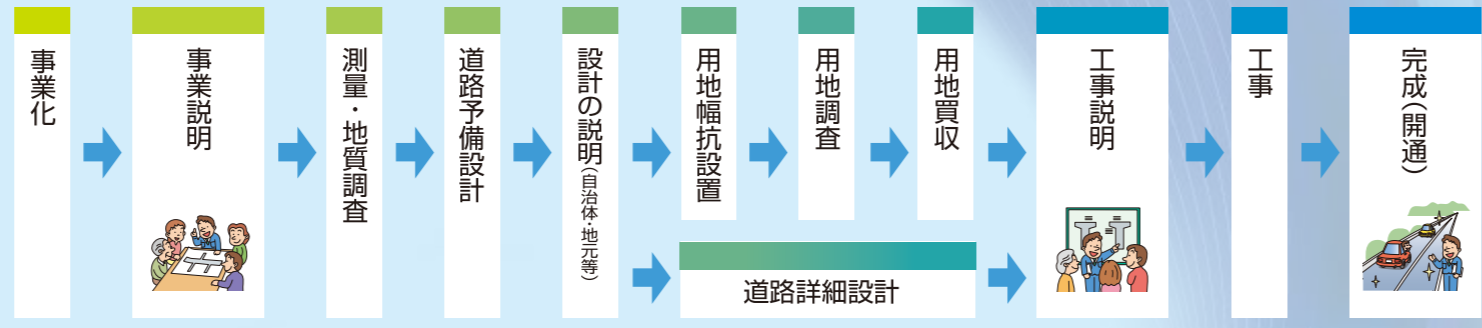 事業化
事業説明
測量・地質調査
道路予備設計
設計の説明(自治体・地元等)
用地幅抗設置
用地調査
用地買収
道路詳細設計
工事説明
工事
完成(開通)